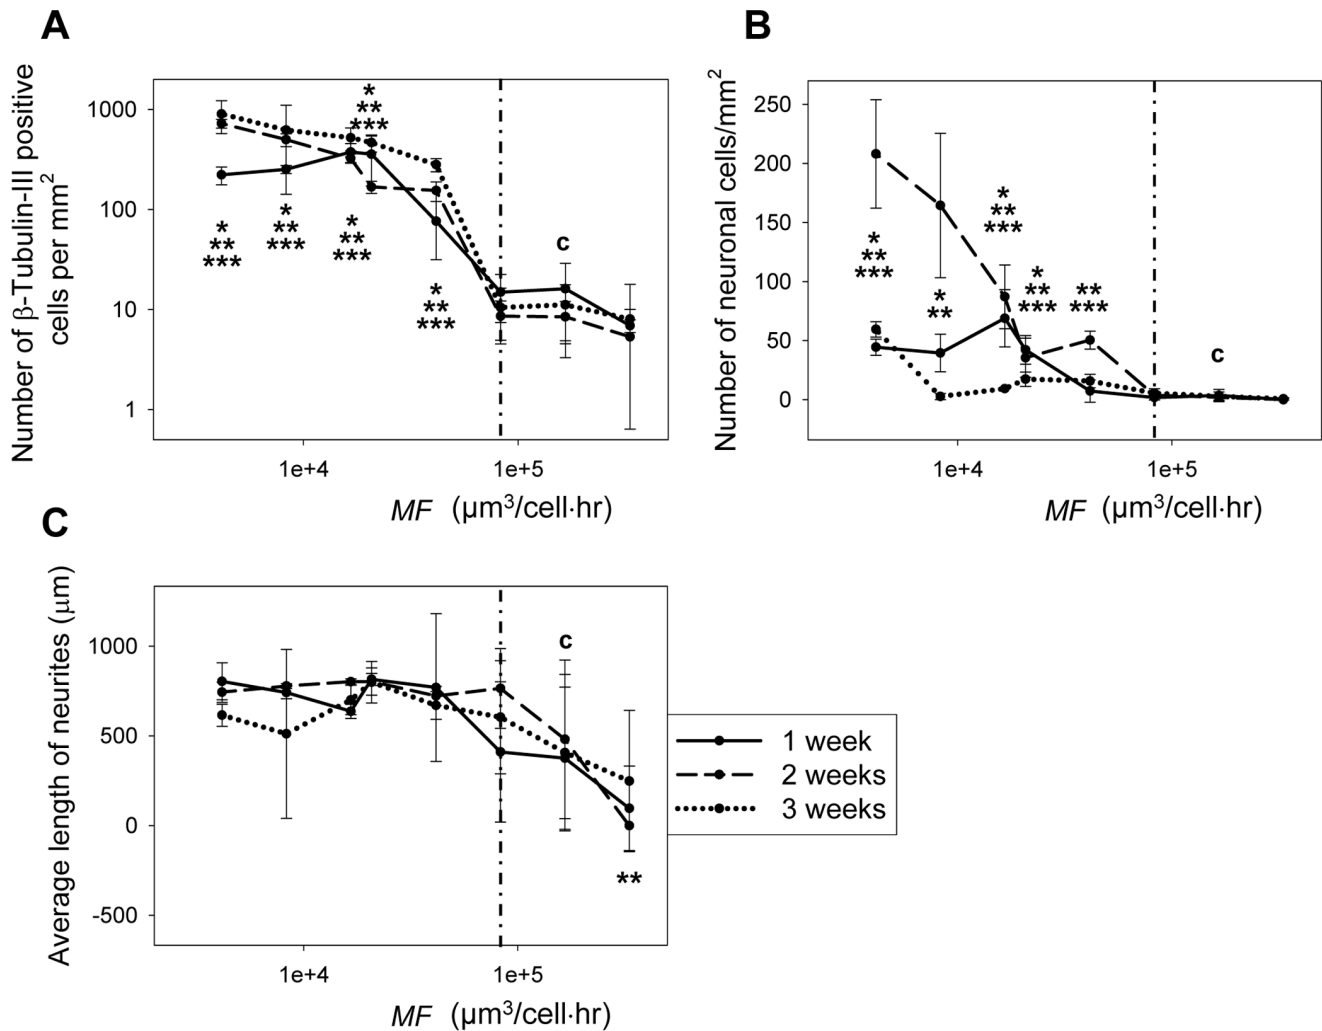 A
Number of β-Tubulin-III positive
cells per mm²
1000
100
10
1
*
**
***
*
**
***
*
**
***
*
**
***
*
**
***
c
1e+4
1e+5
MF (µm³/cell·hr)
B
Number of neuronal cells/mm²
250
200
150
100
50
0
*
**
***
*
**
*
**
***
*
**
***
**
***
c
1e+4
1e+5
MF (µm³/cell·hr)
C
Average length of neurites (µm)
1000
500
0
-500
c
**
1e+4
1e+5
MF (µm³/cell·hr)
1 week
2 weeks
3 weeks